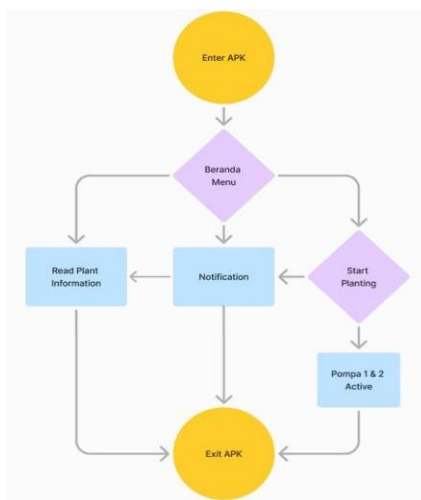 Enter APK
Beranda
Menu
Read Plant
Information
Notification
Start
Planting
Pompa 1 & 2
Active
Exit APK